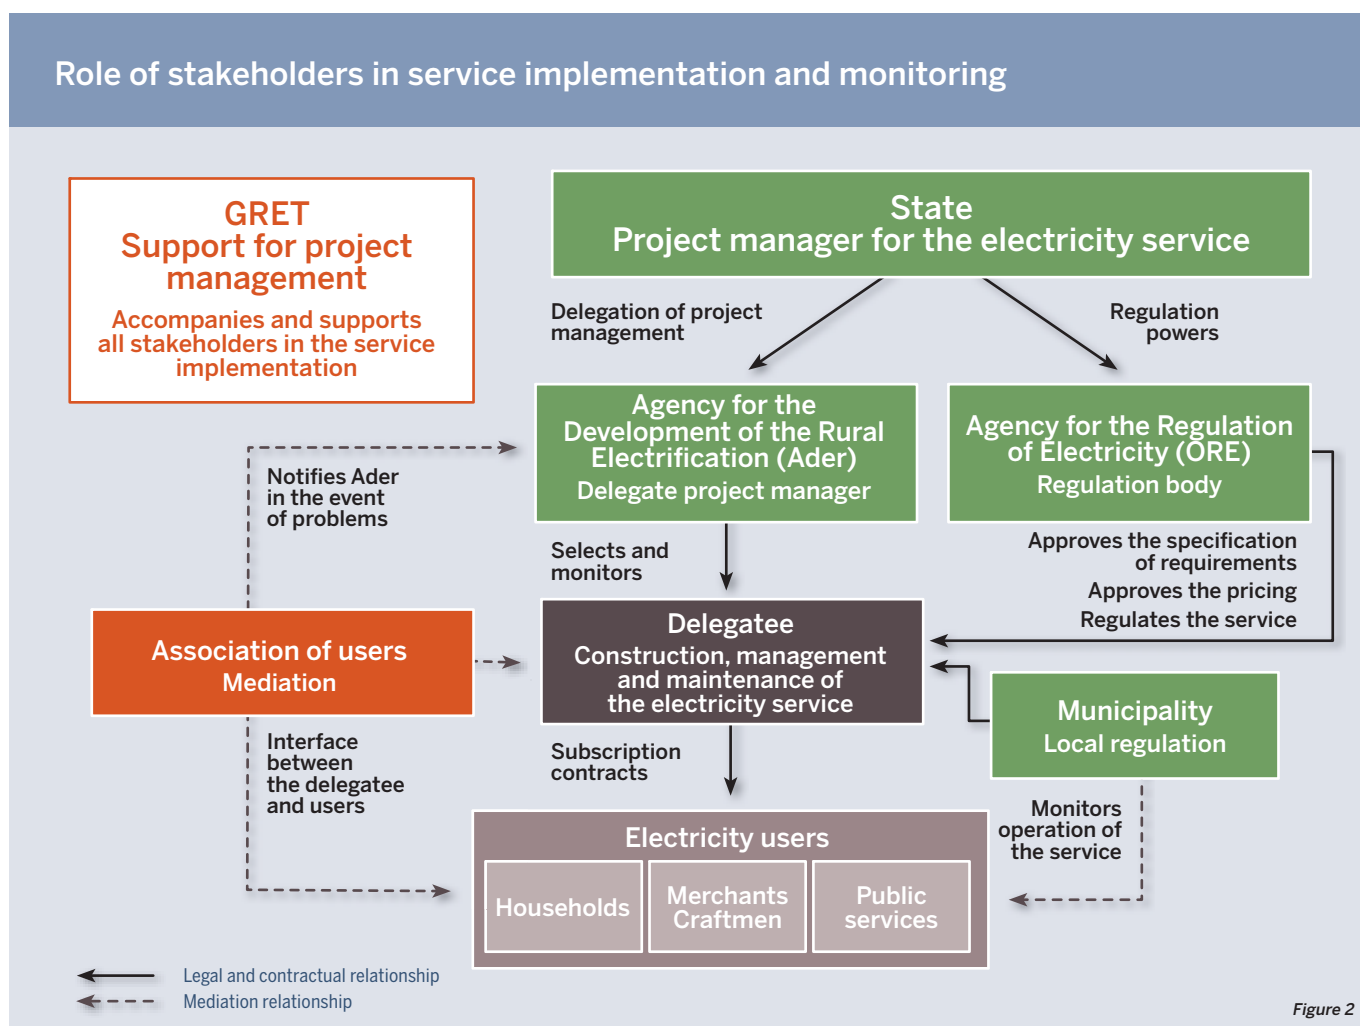 Role of stakeholders in service implementation and monitoring
GRET
Support for project
management
Accompanies and supports
all stakeholders in the service
implementation
State
Project manager for the electricity service
Delegation of project
management
Regulation
powers
Agency for the
Development of the Rural
Electrification (Ader)
Delegate project manager
Agency for the Regulation
of Electricity (ORE)
Regulation body
Notifies Ader
in the event
of problems
Selects and
monitors
Approves the specification
of requirements
Approves the pricing
Regulates the service
Association of users
Mediation
Delegatee
Construction, management
and maintenance of
the electricity service
Municipality
Local regulation
Interface
between
the delegatee
and users
Subscription
contracts
Monitors
operation of
the service
Electricity users
Households
Merchants
Craftmen
Public
services
Legal and contractual relationship
Mediation relationship
Figure 2